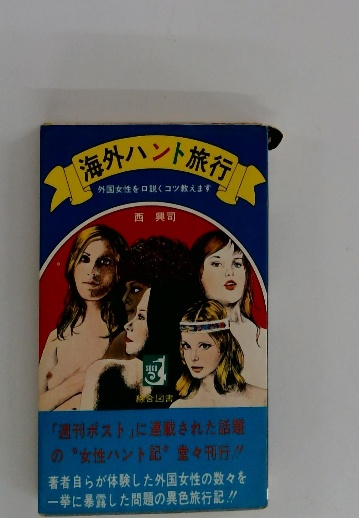 海外ハント旅行
外国女性を口説くコツ教えます
西 興司
綜合図書
「週刊ポスト」に連載された話題
の〝女性ハント記〟堂々刊行!!
著者自らが体験した外国女性の数々を
一挙に暴露した問題の異色旅行記!!